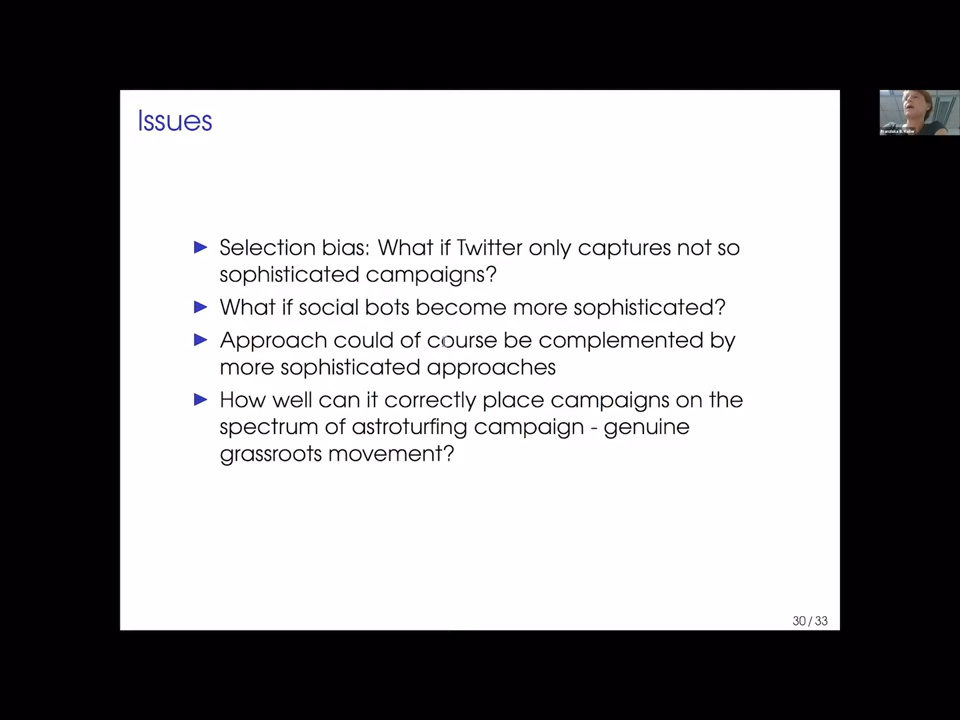 Issues
Selection bias: What if Twitter only captures not so
sophisticated campaigns?
What if social bots become more sophisticated?
Approach could of course be complemented by
more sophisticated approaches
How well can it correctly place campaigns on the
spectrum of astroturfing campaign - genuine
grassroots movement?
30 / 33